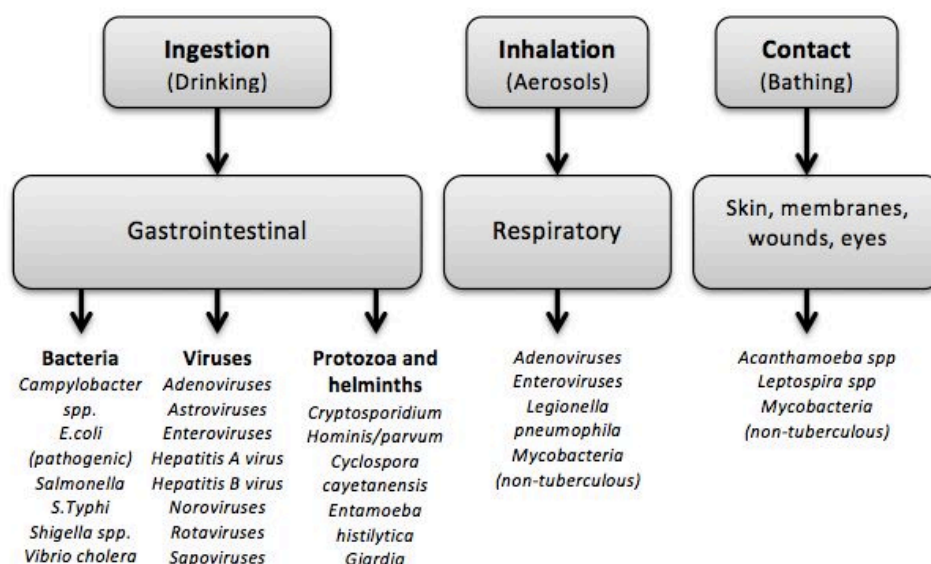 Ingestion
(Drinking)
Inhalation
(Aerosols)
Contact
(Bathing)
Gastrointestinal
Respiratory
Skin, membranes,
wounds, eyes
Bacteria
Campylobacter
spp.
E.coli
(pathogenic)
Salmonella
S.Typhi
Shigella spp.
Vibrio cholera
Viruses
Adenoviruses
Astroviruses
Enteroviruses
Hepatitis A virus
Hepatitis B virus
Noroviruses
Rotaviruses
Sapoviruses
Protozoa and
helminths
Cryptosporidium
Hominis/parvum
Cyclospora
cayetanensis
Entamoeba
histilytica
Giardia
Adenoviruses
Enteroviruses
Legionella
pneumophila
Mycobacteria
(non-tuberculous)
Acanthamoeba spp
Leptospira spp
Mycobacteria
(non-tuberculous)